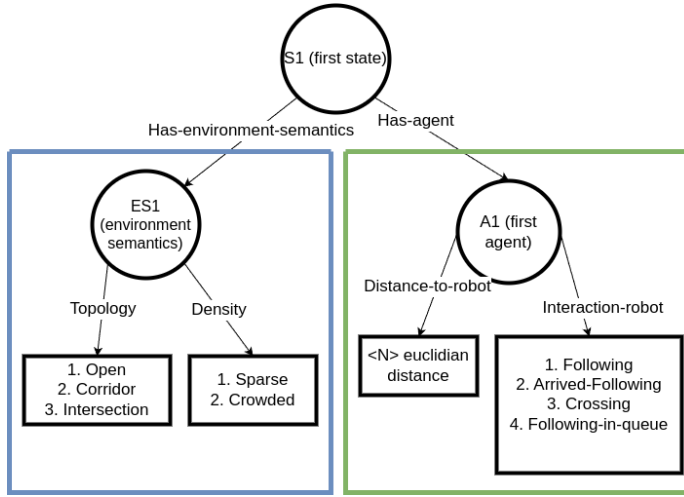 S1 (first state)
Has-environment-semantics
Has-agent
ES1
(environment
semantics)
A1 (first
agent)
Topology
Density
Distance-to-robot
Interaction-robot
1. Open
2. Corridor
3. Intersection
1. Sparse
2. Crowded
<N> euclidian
distance
1. Following
2. Arrived-Following
3. Crossing
4. Following-in-queue